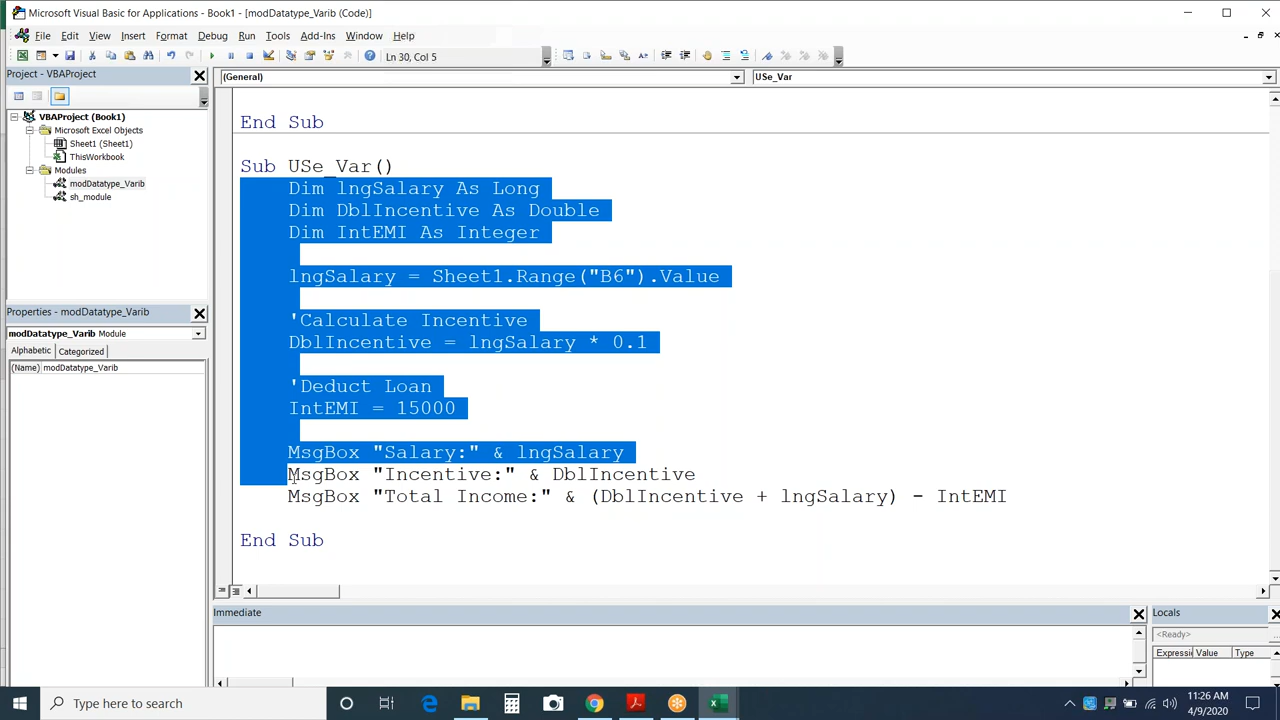 Microsoft Visual Basic for Applications - Book1 - [modDatatype_Varib (Code)]
File Edit View Insert Format Debug Run Tools Add-Ins Window Help
Ln 30, Col 5
Project - VBAProject
(General)
USe_Var
VBAProject (Book1)
Microsoft Excel Objects
Sheet1 (Sheet1)
ThisWorkbook
Modules
modDatatype_Varib
sh_module
End Sub
Sub USe_Var()
Dim lngSalary As Long
Dim DblIncentive As Double
Dim IntEMI As Integer
lngSalary = Sheet1.Range("B6").Value
'Calculate Incentive
DblIncentive = lngSalary * 0.1
'Deduct Loan
IntEMI = 15000
MsgBox "Salary:" & lngSalary
MsgBox "Incentive:" & DblIncentive
MsgBox "Total Income:" & (DblIncentive + lngSalary) - IntEMI
End Sub
Properties - modDatatype_Varib
modDatatype_Varib Module
Alphabetic Categorized
(Name) modDatatype_Varib
Immediate
Locals
<Ready>
Expressi Value Type
Type here to search
11:26 AM
4/9/2020